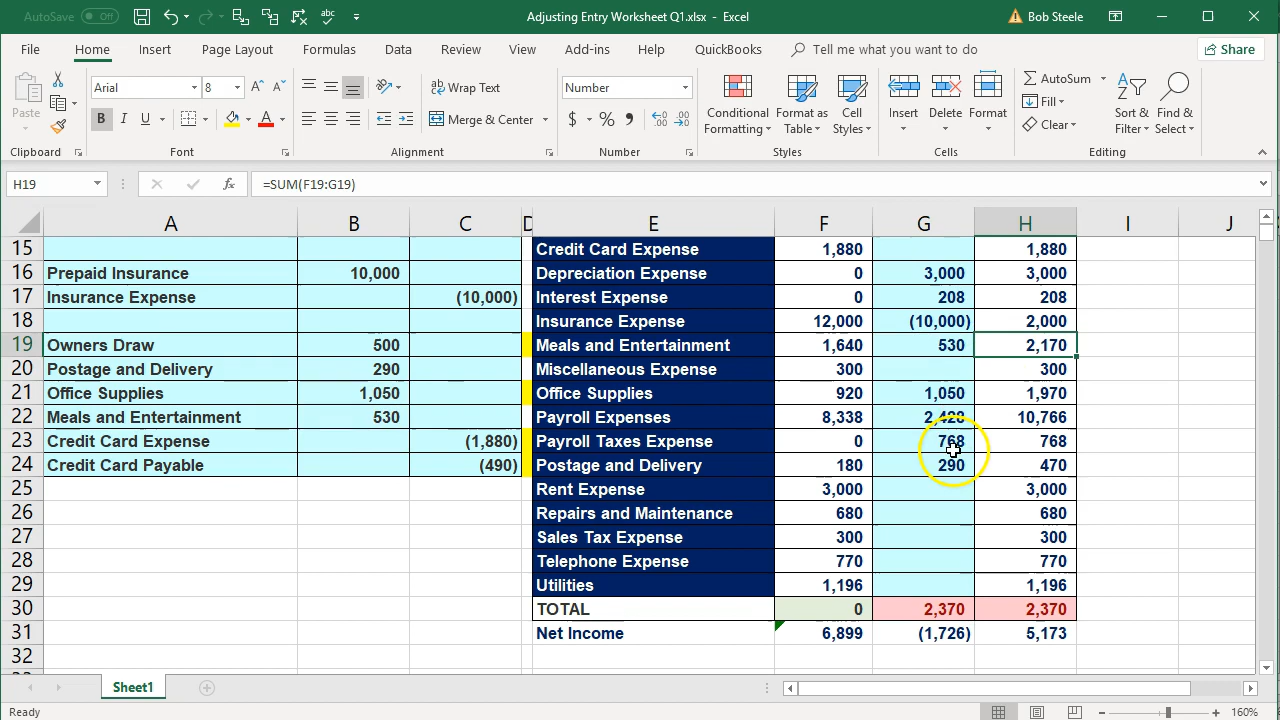 AutoSave Off Adjusting Entry Worksheet Q1.xlsx - Excel Bob Steele
File Home Insert Page Layout Formulas Data Review View Add-ins Help QuickBooks Tell me what you want to do Share
Paste Arial 8 Wrap Text Number Conditional Formatting Format as Table Cell Styles Insert Delete Format AutoSum Sort & Filter Find & Select
B I U A Merge & Center $ % Fill Clear
Clipboard Font Alignment Number Styles Cells Editing
H19 fx =SUM(F19:G19)
A B C D E F G H I J
15 Credit Card Expense 1,880 1,880
16 Prepaid Insurance 10,000 Depreciation Expense 0 3,000 3,000
17 Insurance Expense (10,000) Interest Expense 0 208 208
18 Insurance Expense 12,000 (10,000) 2,000
19 Owners Draw 500 Meals and Entertainment 1,640 530 2,170
20 Postage and Delivery 290 Miscellaneous Expense 300 300
21 Office Supplies 1,050 Office Supplies 920 1,050 1,970
22 Meals and Entertainment 530 Payroll Expenses 8,338 2,428 10,766
23 Credit Card Expense (1,880) Payroll Taxes Expense 0 768 768
24 Credit Card Payable (490) Postage and Delivery 180 290 470
25 Rent Expense 3,000 3,000
26 Repairs and Maintenance 680 680
27 Sales Tax Expense 300 300
28 Telephone Expense 770 770
29 Utilities 1,196 1,196
30 TOTAL 0 2,370 2,370
31 Net Income 6,899 (1,726) 5,173
32
Sheet1
Ready 160%